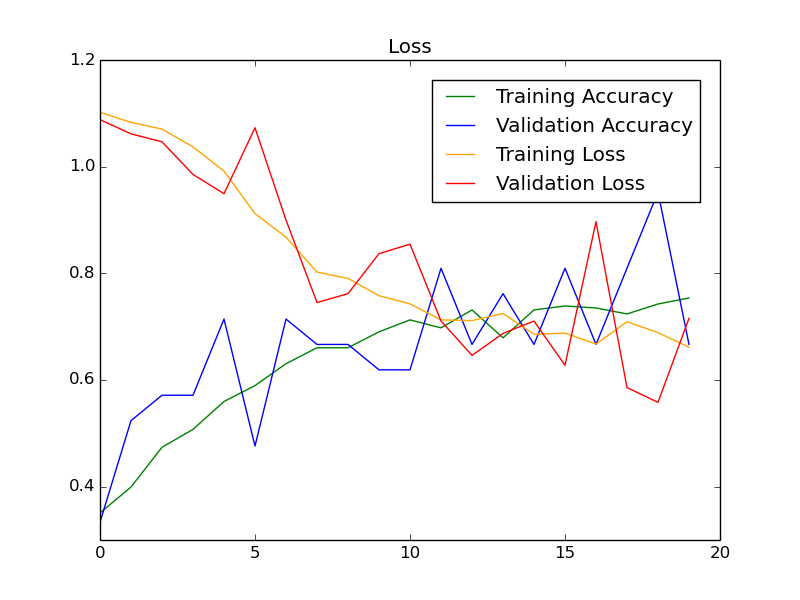 Loss
1.2
1.0
0.8
0.6
0.4
0
5
10
15
20
Training Accuracy
Validation Accuracy
Training Loss
Validation Loss